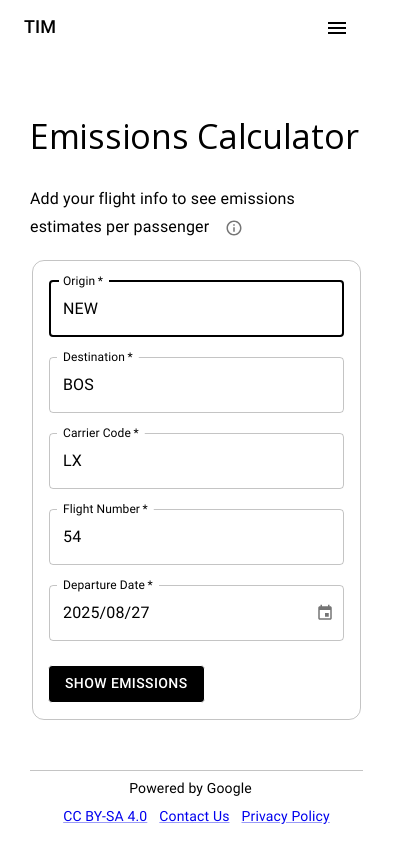 TIM
Emissions Calculator
Add your flight info to see emissions
estimates per passenger
Origin *
NEW
Destination *
BOS
Carrier Code *
LX
Flight Number *
54
Departure Date *
2025/08/27
SHOW EMISSIONS
Powered by Google
CC BY-SA 4.0 Contact Us Privacy Policy